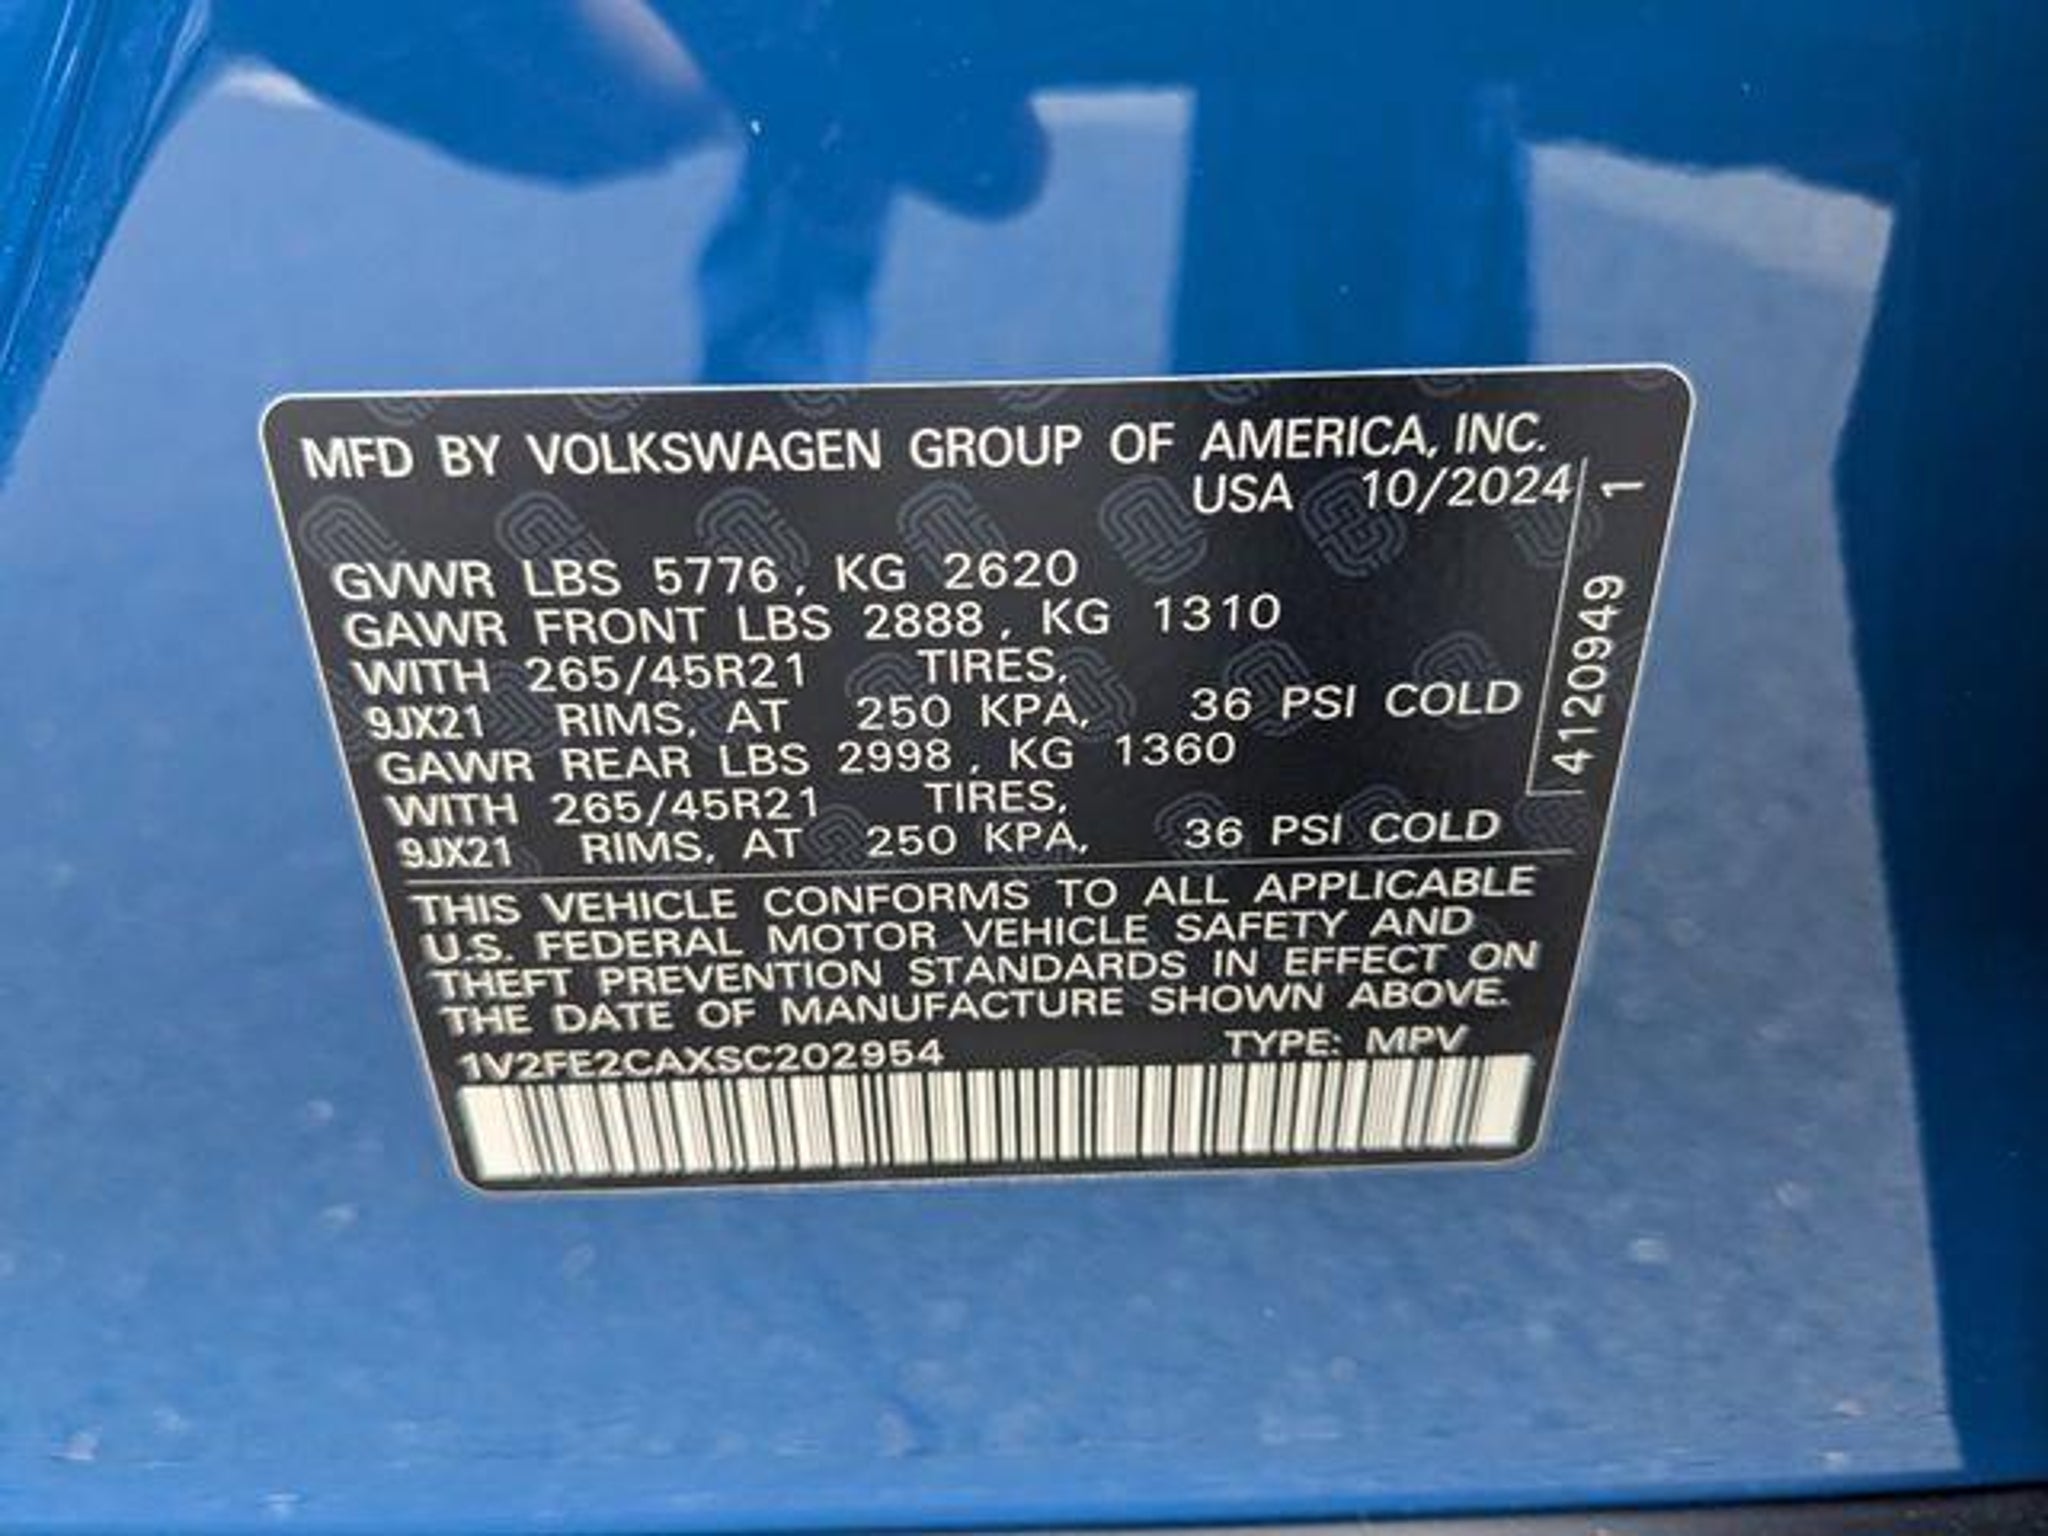 MFD BY VOLKSWAGEN GROUP OF AMERICA, INC.
USA 10/2024
GVWR LBS 5776, KG 2620
GAWR FRONT LBS 2888, KG 1310
WITH 265/45R21 TIRES,
9JX21 RIMS, AT 250 KPA, 36 PSI COLD
GAWR REAR LBS 2998, KG 1360
WITH 265/45R21 TIRES,
9JX21 RIMS, AT 250 KPA, 36 PSI COLD
THIS VEHICLE CONFORMS TO ALL APPLICABLE
U.S. FEDERAL MOTOR VEHICLE SAFETY AND
THEFT PREVENTION STANDARDS IN EFFECT ON
THE DATE OF MANUFACTURE SHOWN ABOVE.
1V2FE2CAXSC202954 TYPE: MPV
4120949 1